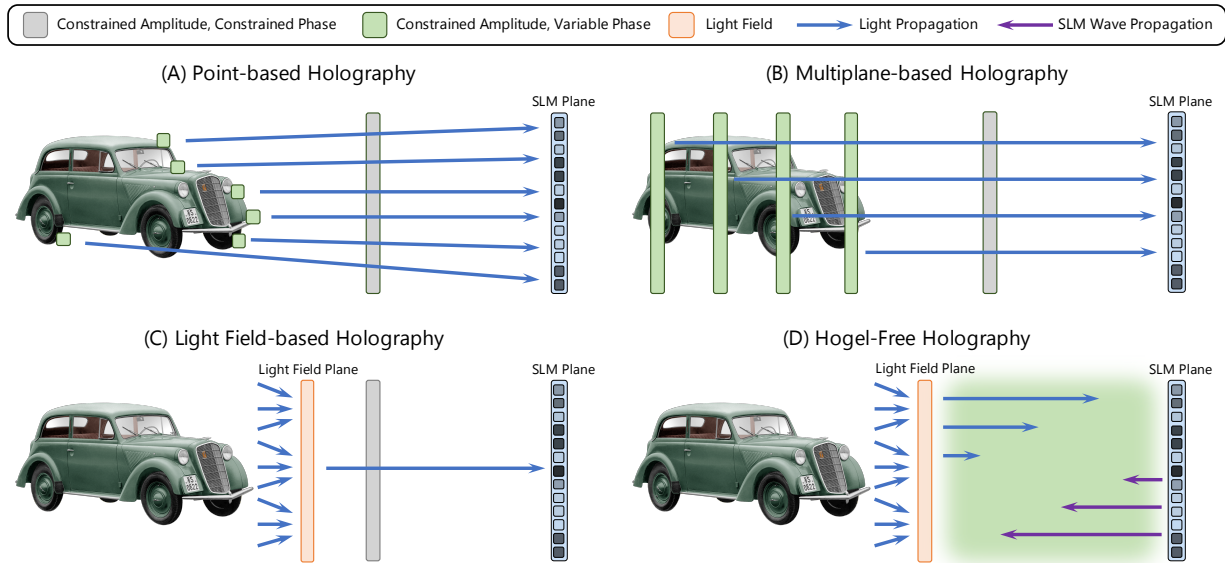 Constrained Amplitude, Constrained Phase
Constrained Amplitude, Variable Phase
Light Field
Light Propagation
SLM Wave Propagation
(A) Point-based Holography
SLM Plane
(B) Multiplane-based Holography
SLM Plane
(C) Light Field-based Holography
Light Field Plane
SLM Plane
(D) Hogel-Free Holography
Light Field Plane
SLM Plane